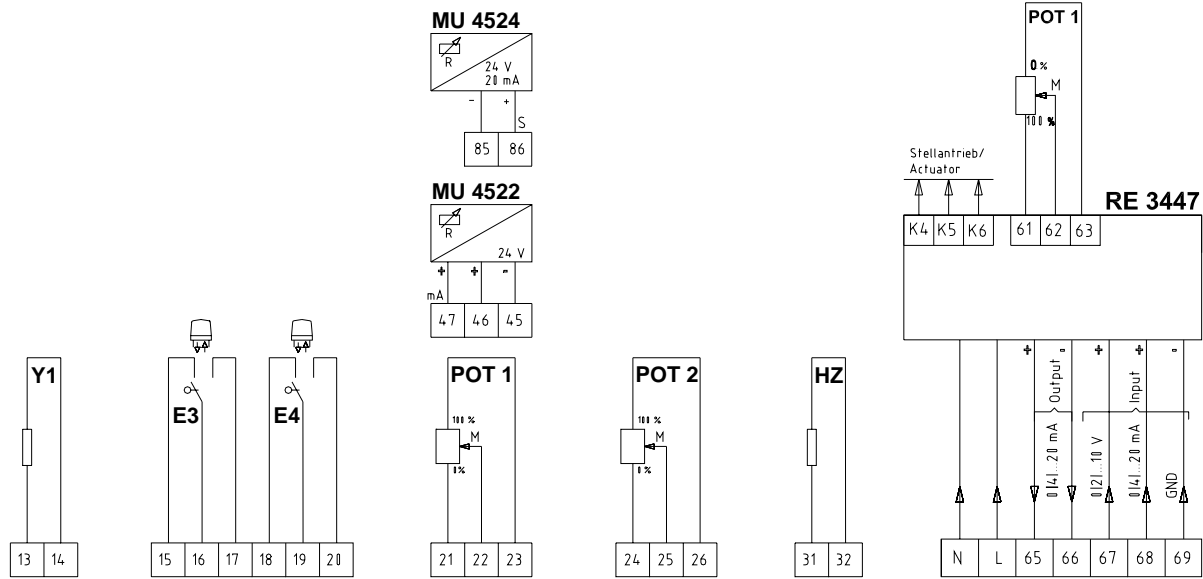 MU 4524
R
24 V
20 mA
- +
S
85 86
MU 4522
R
24 V
+ + -
mA
47 46 45
POT 1
0%
M
100 %
Stellantrieb/
Actuator
RE 3447
K4 K5 K6 61 62 63
+ - + + -
0(4)...20 mA Output
0(2)...10 V
0(4)...20 mA Input
GND
N L 65 66 67 68 69
Y1
13 14
E3
E4
15 16 17 18 19 20
POT 1
100 %
M
0%
21 22 23
POT 2
100 %
M
0%
24 25 26
HZ
31 32